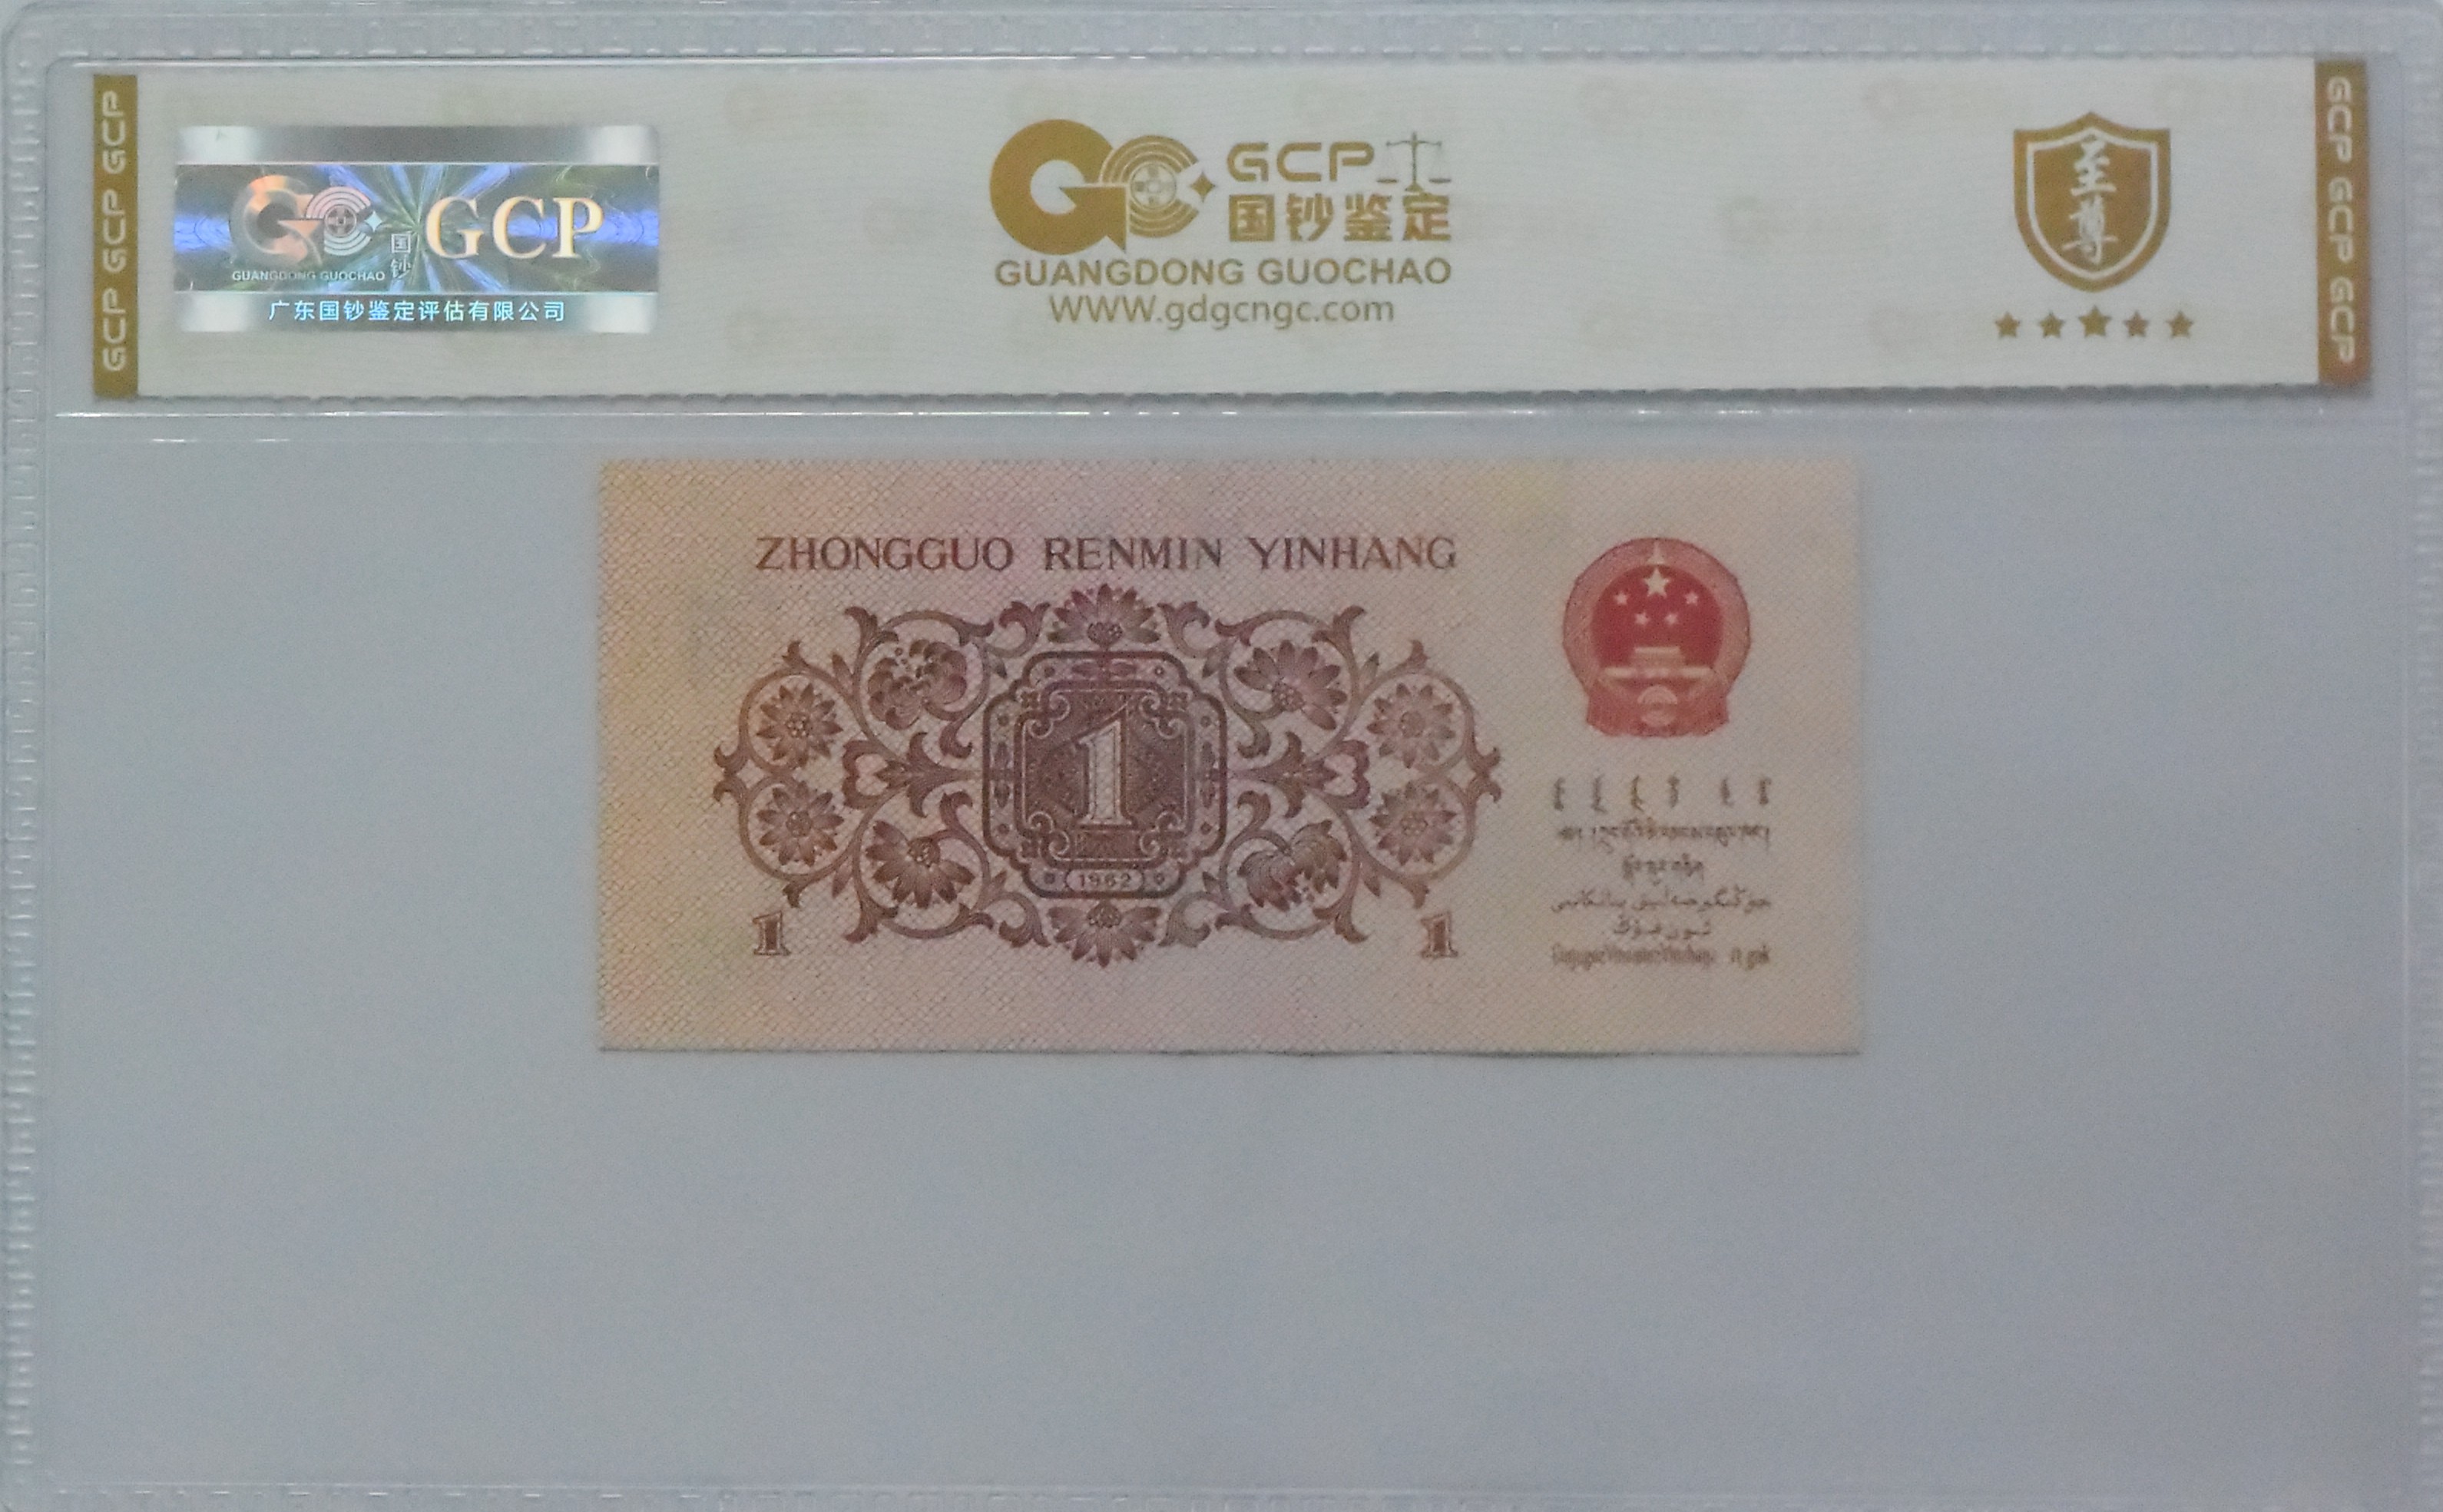 GCP GCP GCP
GUANGDONG GUOCHAO
国钞
GCP
广东国钞鉴定评估有限公司
GCP
国钞鉴定
GUANGDONG GUOCHAO
WWW.gdgcngc.com
至尊
GCP GCP GCP
ZHONGGUO RENMIN YINHANG
1
1962
1
1